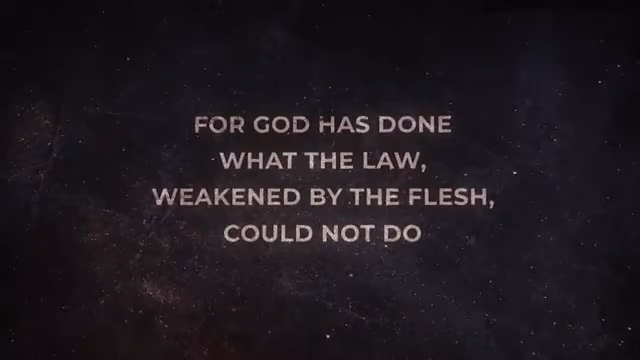 FOR GOD HAS DONE
WHAT THE LAW,
WEAKENED BY THE FLESH,
COULD NOT DO